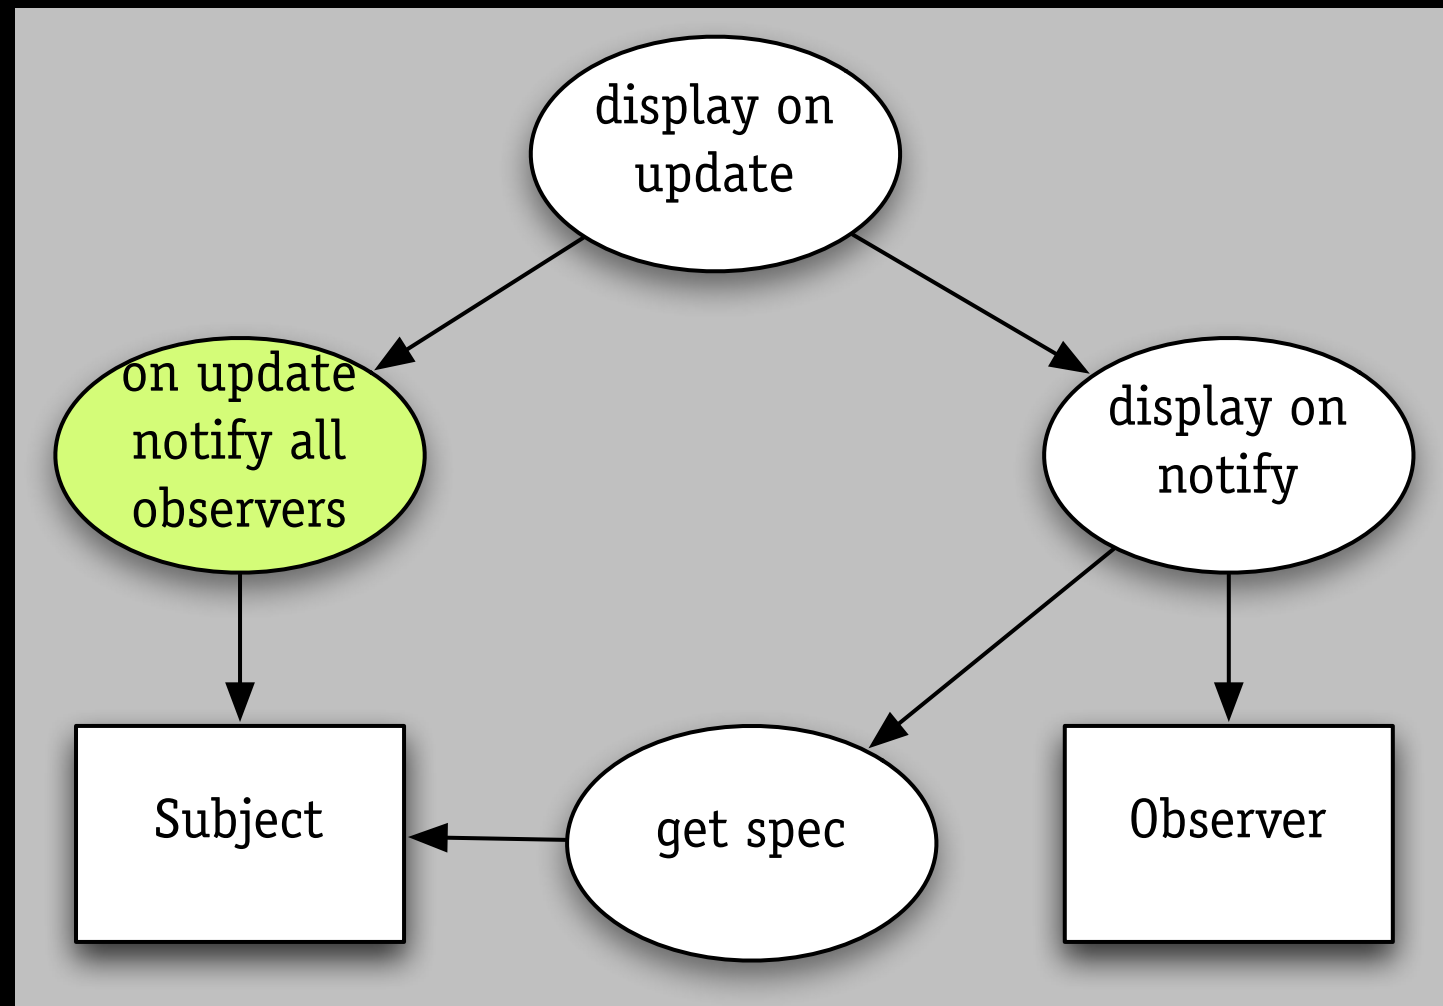 display on
update
on update
notify all
observers
display on
notify
Subject
get spec
Observer